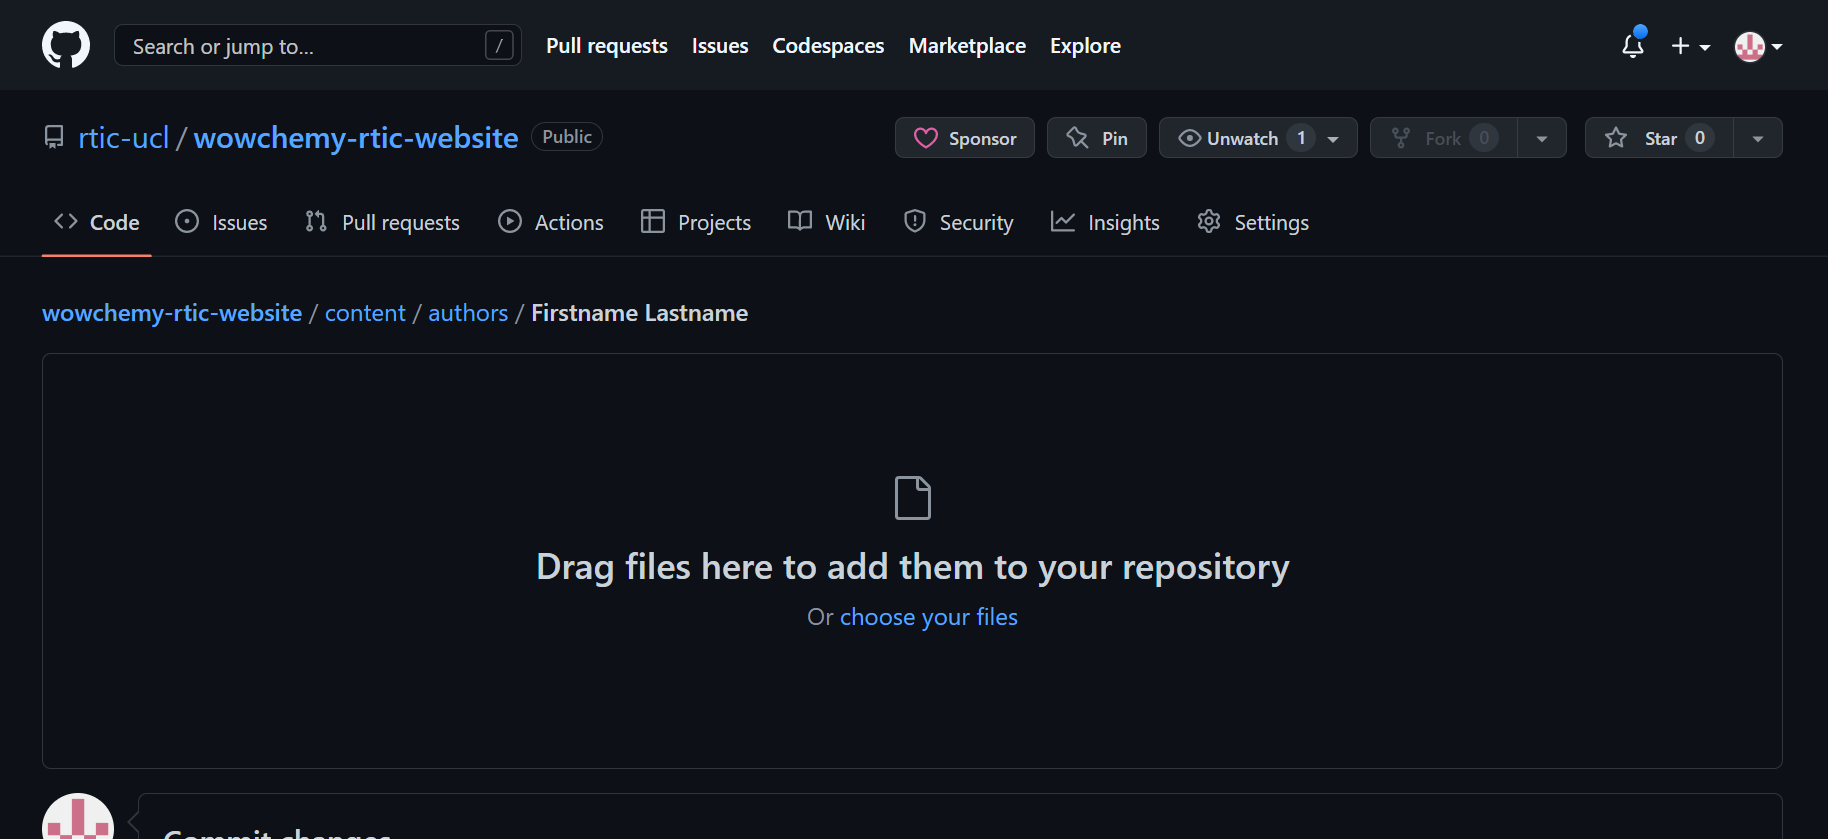 Search or jump to... / Pull requests Issues Codespaces Marketplace Explore
rtic-ucl / wowchemy-rtic-website Public Sponsor Pin Unwatch 1 Fork 0 Star 0
Code Issues Pull requests Actions Projects Wiki Security Insights Settings
wowchemy-rtic-website / content / authors / Firstname Lastname
Drag files here to add them to your repository
Or choose your files
Commit changes